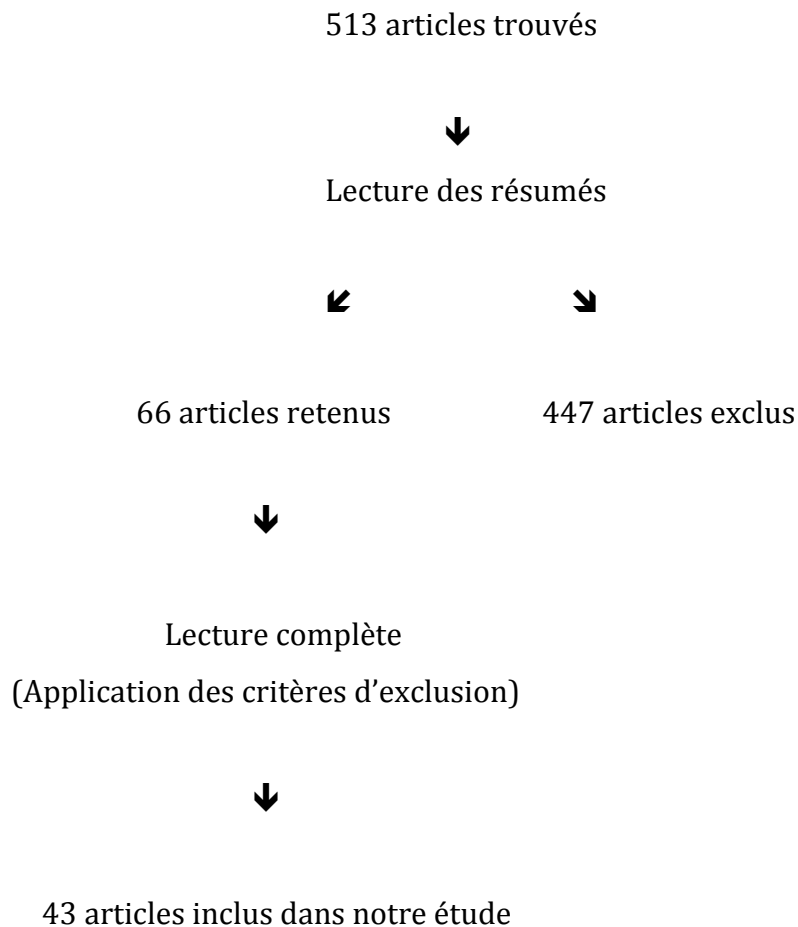 513 articles trouvés
🡻
Lecture des résumés
🡿 🡾
66 articles retenus 447 articles exclus
🡻
Lecture complète
(Application des critères d’exclusion)
🡻
43 articles inclus dans notre étude